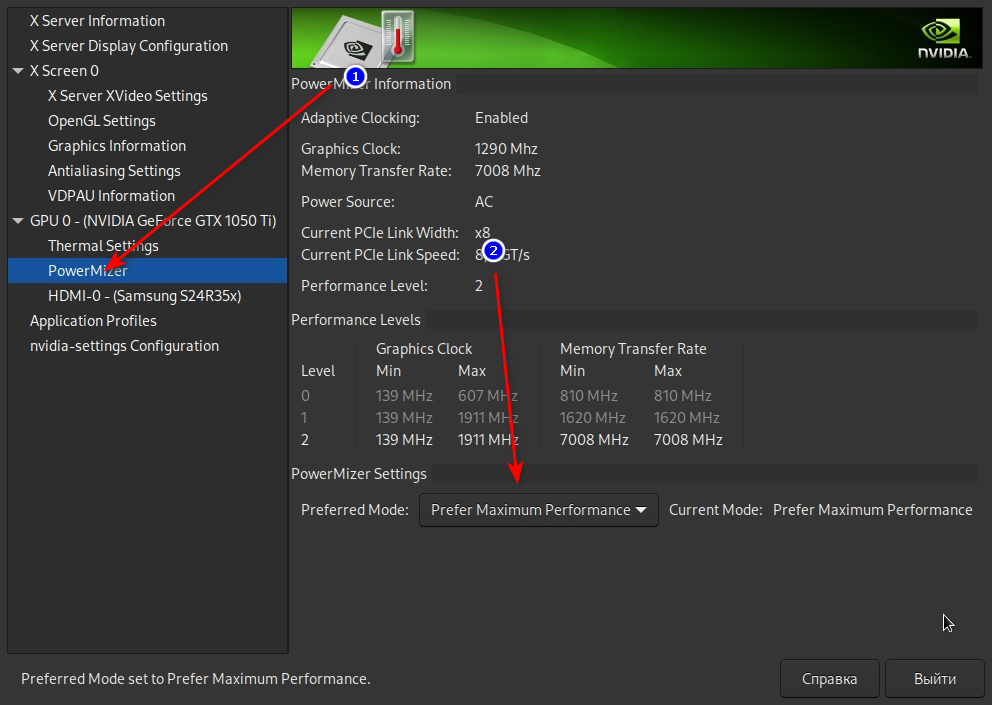 X Server Information
X Server Display Configuration
X Screen 0
X Server XVideo Settings
OpenGL Settings
Graphics Information
Antialiasing Settings
VDPAU Information
GPU 0 - (NVIDIA GeForce GTX 1050 Ti)
Thermal Settings
PowerMizer
HDMI-0 - (Samsung S24R35x)
Application Profiles
nvidia-settings Configuration
NVIDIA.
1
PowerMizer Information
Adaptive Clocking: Enabled
Graphics Clock: 1290 Mhz
Memory Transfer Rate: 7008 Mhz
Power Source: AC
Current PCIe Link Width: x8
2
Current PCIe Link Speed: GT/s
Performance Level: 2
Performance Levels
Graphics Clock Memory Transfer Rate
Level Min Max Min Max
0 139 MHz 607 MHz 810 MHz 810 MHz
1 139 MHz 1911 MHz 1620 MHz 1620 MHz
2 139 MHz 1911 MHz 7008 MHz 7008 MHz
PowerMizer Settings
Preferred Mode: Prefer Maximum Performance Current Mode: Prefer Maximum Performance
Preferred Mode set to Prefer Maximum Performance.
Справка
Выйти